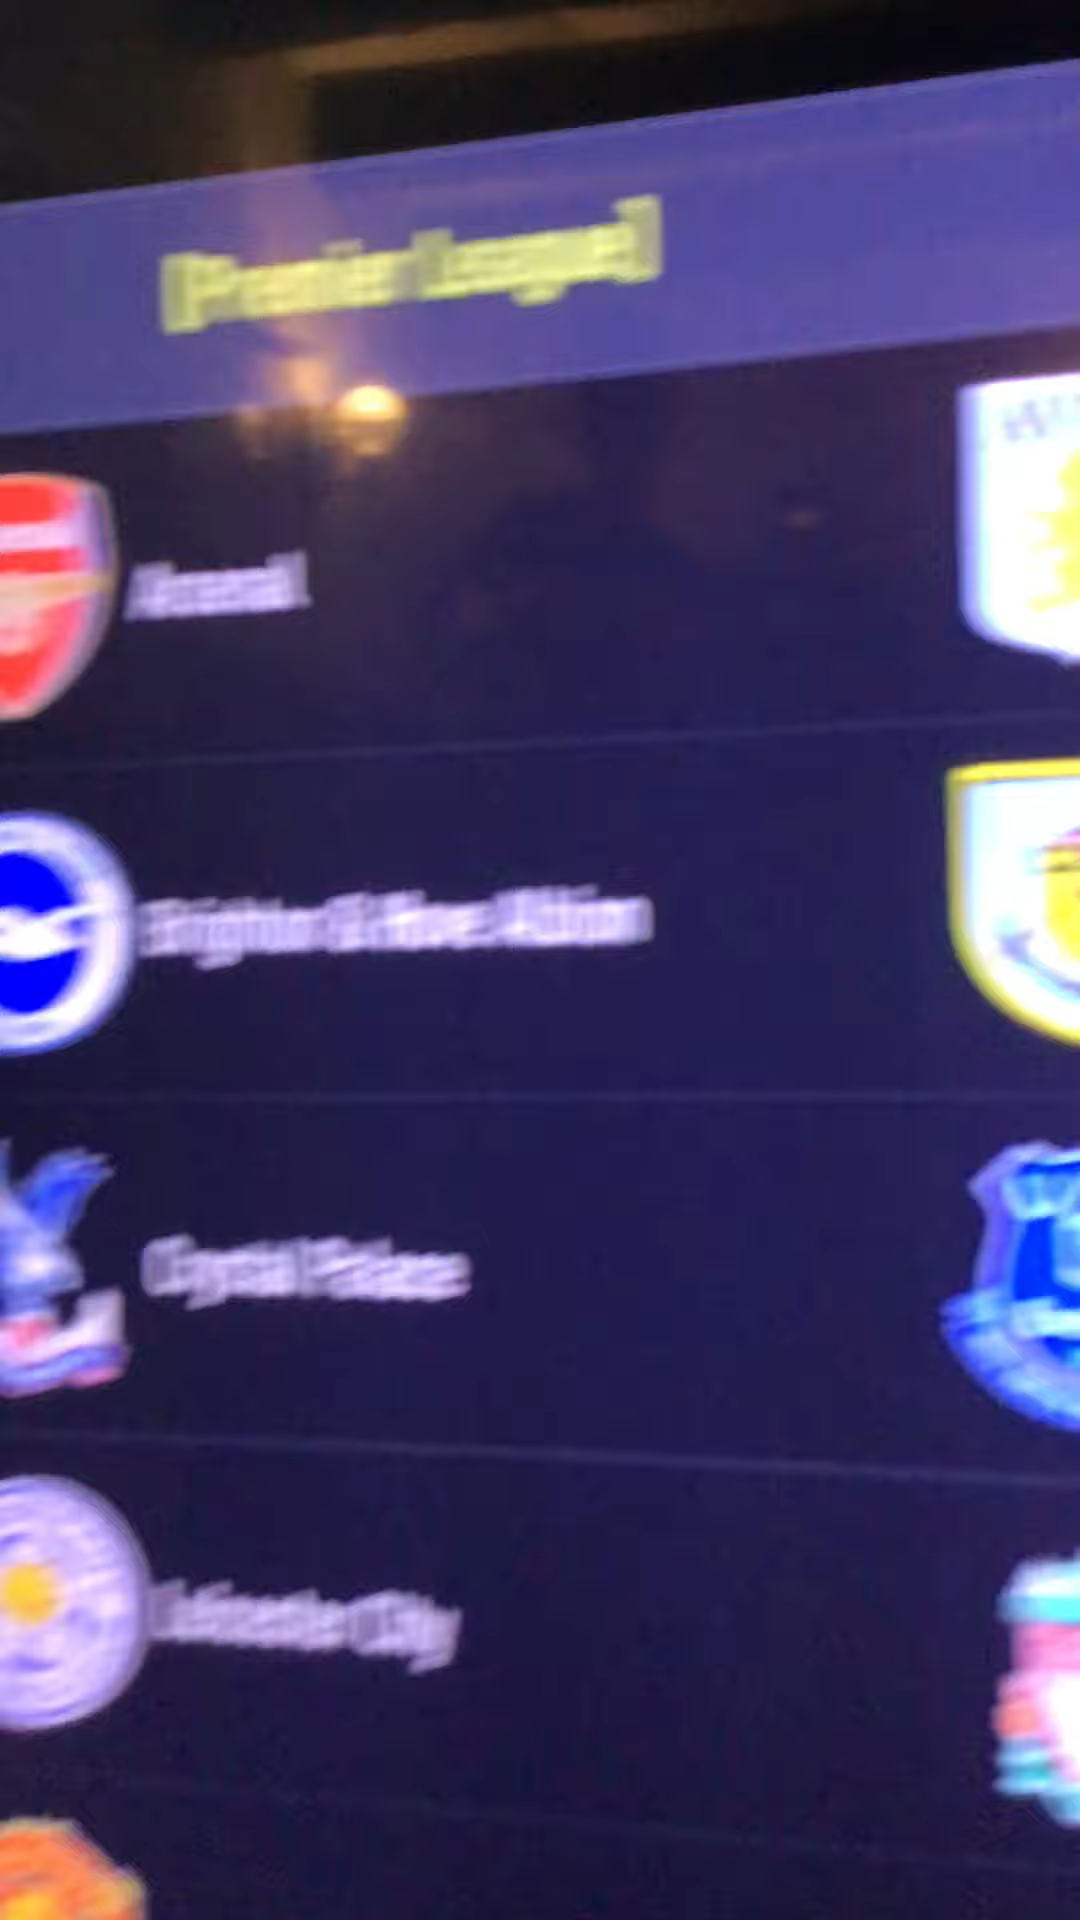 [Premier League]
Arsenal
Brighton & Hove Albion
Crystal Palace
Leicester City